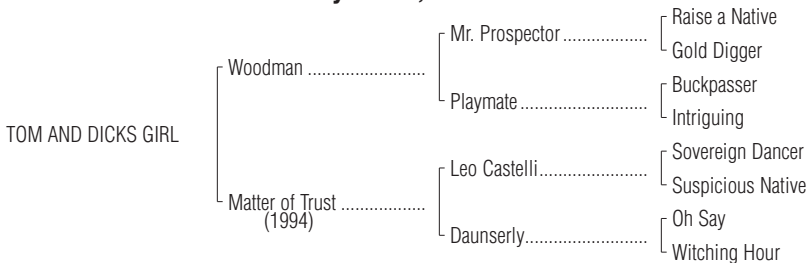 Raise a Native
Mr. Prospector
Gold Digger
Woodman
Buckpasser
Playmate
Intriguing
TOM AND DICKS GIRL
Sovereign Dancer
Leo Castelli
Suspicious Native
Matter of Trust
(1994)
Oh Say
Daunserly
Witching Hour